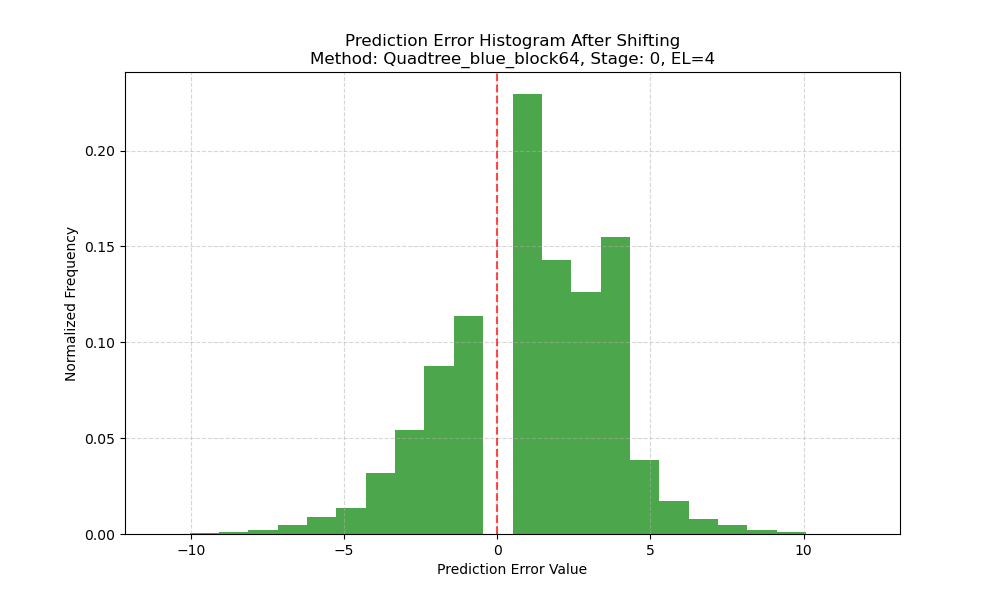 Prediction Error Histogram After Shifting
Method: Quadtree_blue_block64, Stage: 0, EL=4
Normalized Frequency
0.20
0.15
0.10
0.05
0.00
−10
−5
0
5
10
Prediction Error Value